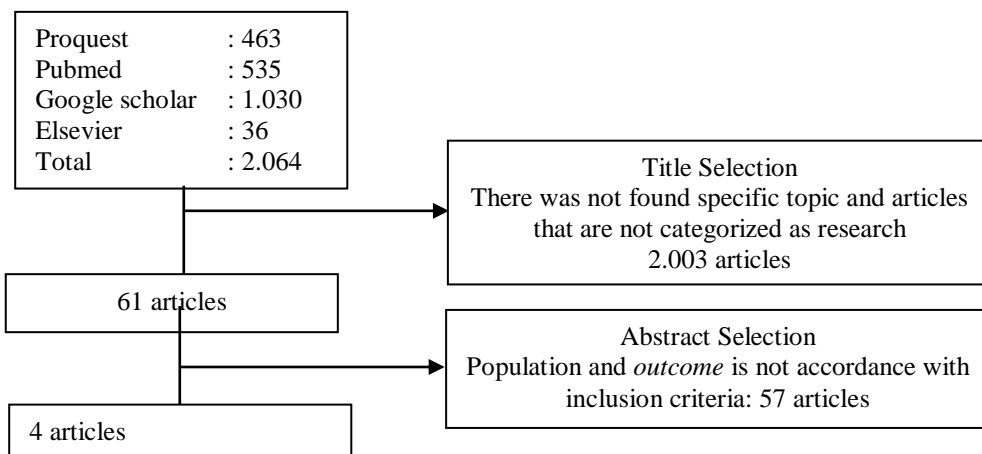 Proquest : 463
Pubmed : 535
Google scholar : 1.030
Elsevier : 36
Total : 2.064
Title Selection
There was not found specific topic and articles
that are not categorized as research
2.003 articles
61 articles
Abstract Selection
Population and outcome is not accordance with
inclusion criteria: 57 articles
4 articles